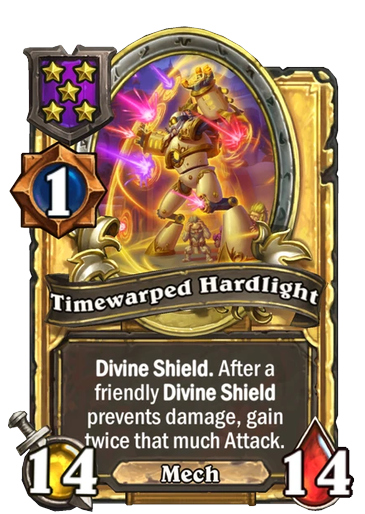 1
Timewarped Hardlight
Divine Shield. After a
friendly Divine Shield
prevents damage, gain
twice that much Attack.
14
Mech
14